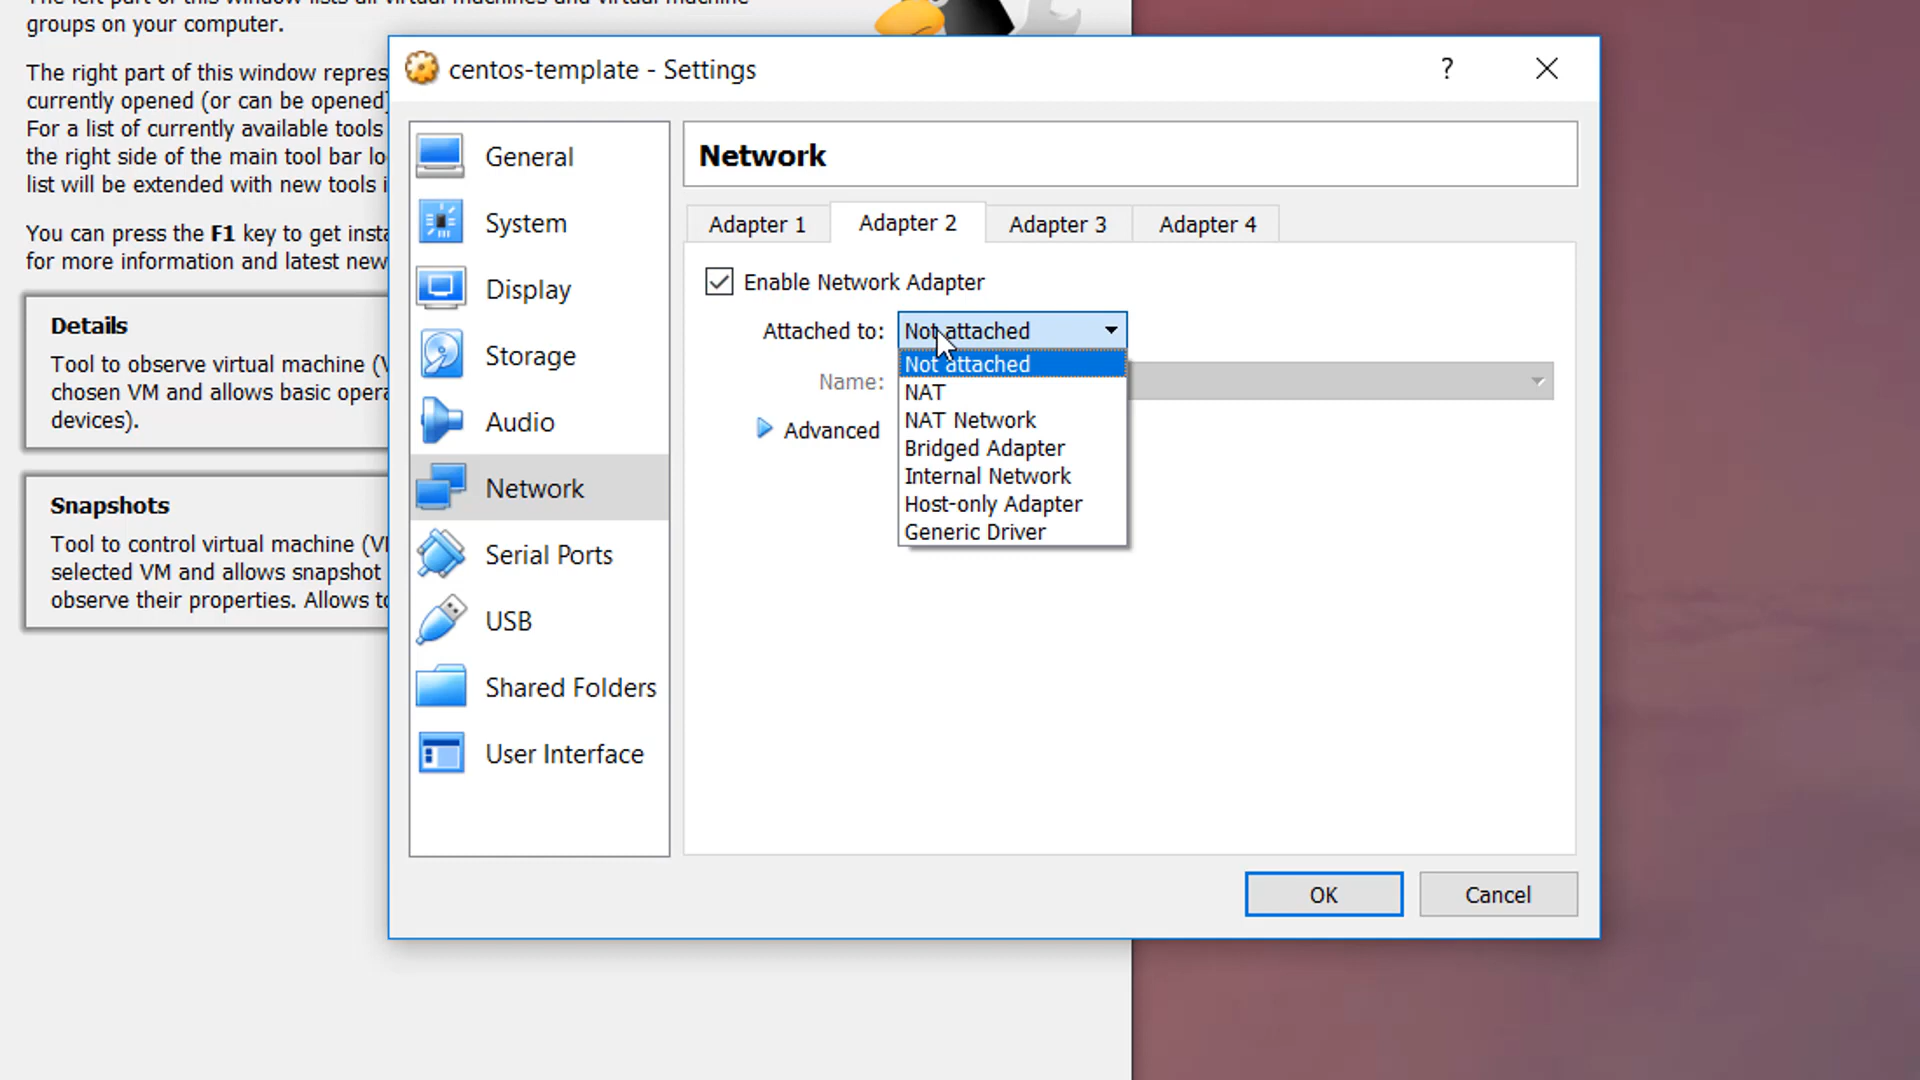 groups on your computer.
The right part of this window repres
currently opened (or can be opened)
For a list of currently available tools
the right side of the main tool bar lo
list will be extended with new tools i
You can press the F1 key to get insta
for more information and latest new
Details
Tool to observe virtual machine (V
chosen VM and allows basic opera
devices).
Snapshots
Tool to control virtual machine (VI
selected VM and allows snapshot
observe their properties. Allows to
centos-template - Settings
?
General
System
Display
Storage
Audio
Network
Serial Ports
USB
Shared Folders
User Interface
Network
Adapter 1
Adapter 2
Adapter 3
Adapter 4
Enable Network Adapter
Attached to: Not attached
Not attached
NAT
NAT Network
Bridged Adapter
Internal Network
Host-only Adapter
Generic Driver
Name:
Advanced
OK
Cancel